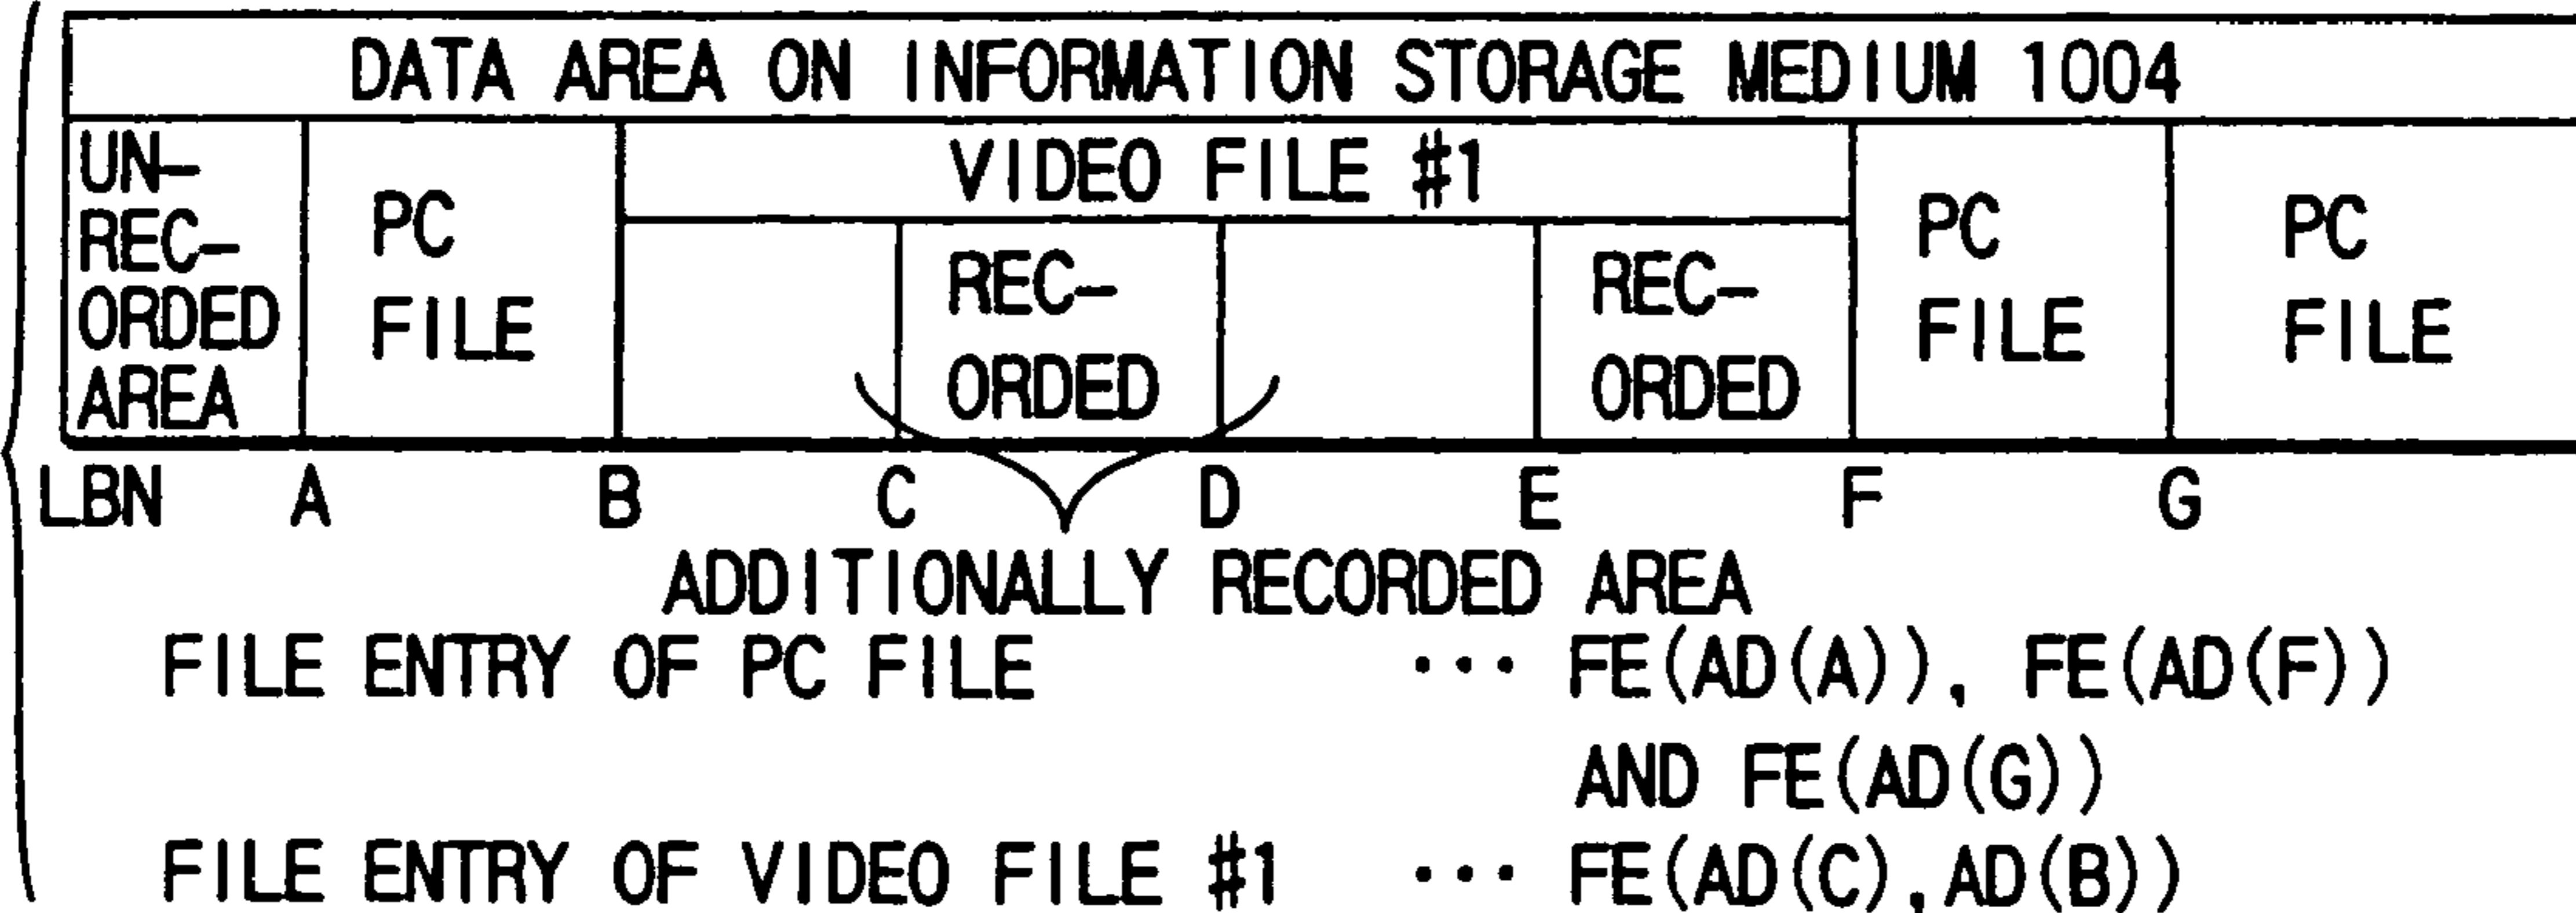 DATA AREA ON INFORMATION STORAGE MEDIUM 1004
UN-
REC-
ORDED
AREA
PC
FILE
VIDEO FILE #1
REC-
ORDED
REC-
ORDED
PC
FILE
PC
FILE
LBN A B C D E F G
ADDITIONALLY RECORDED AREA
FILE ENTRY OF PC FILE ··· FE(AD(A)), FE(AD(F))
AND FE(AD(G))
FILE ENTRY OF VIDEO FILE #1 ··· FE(AD(C),AD(B))